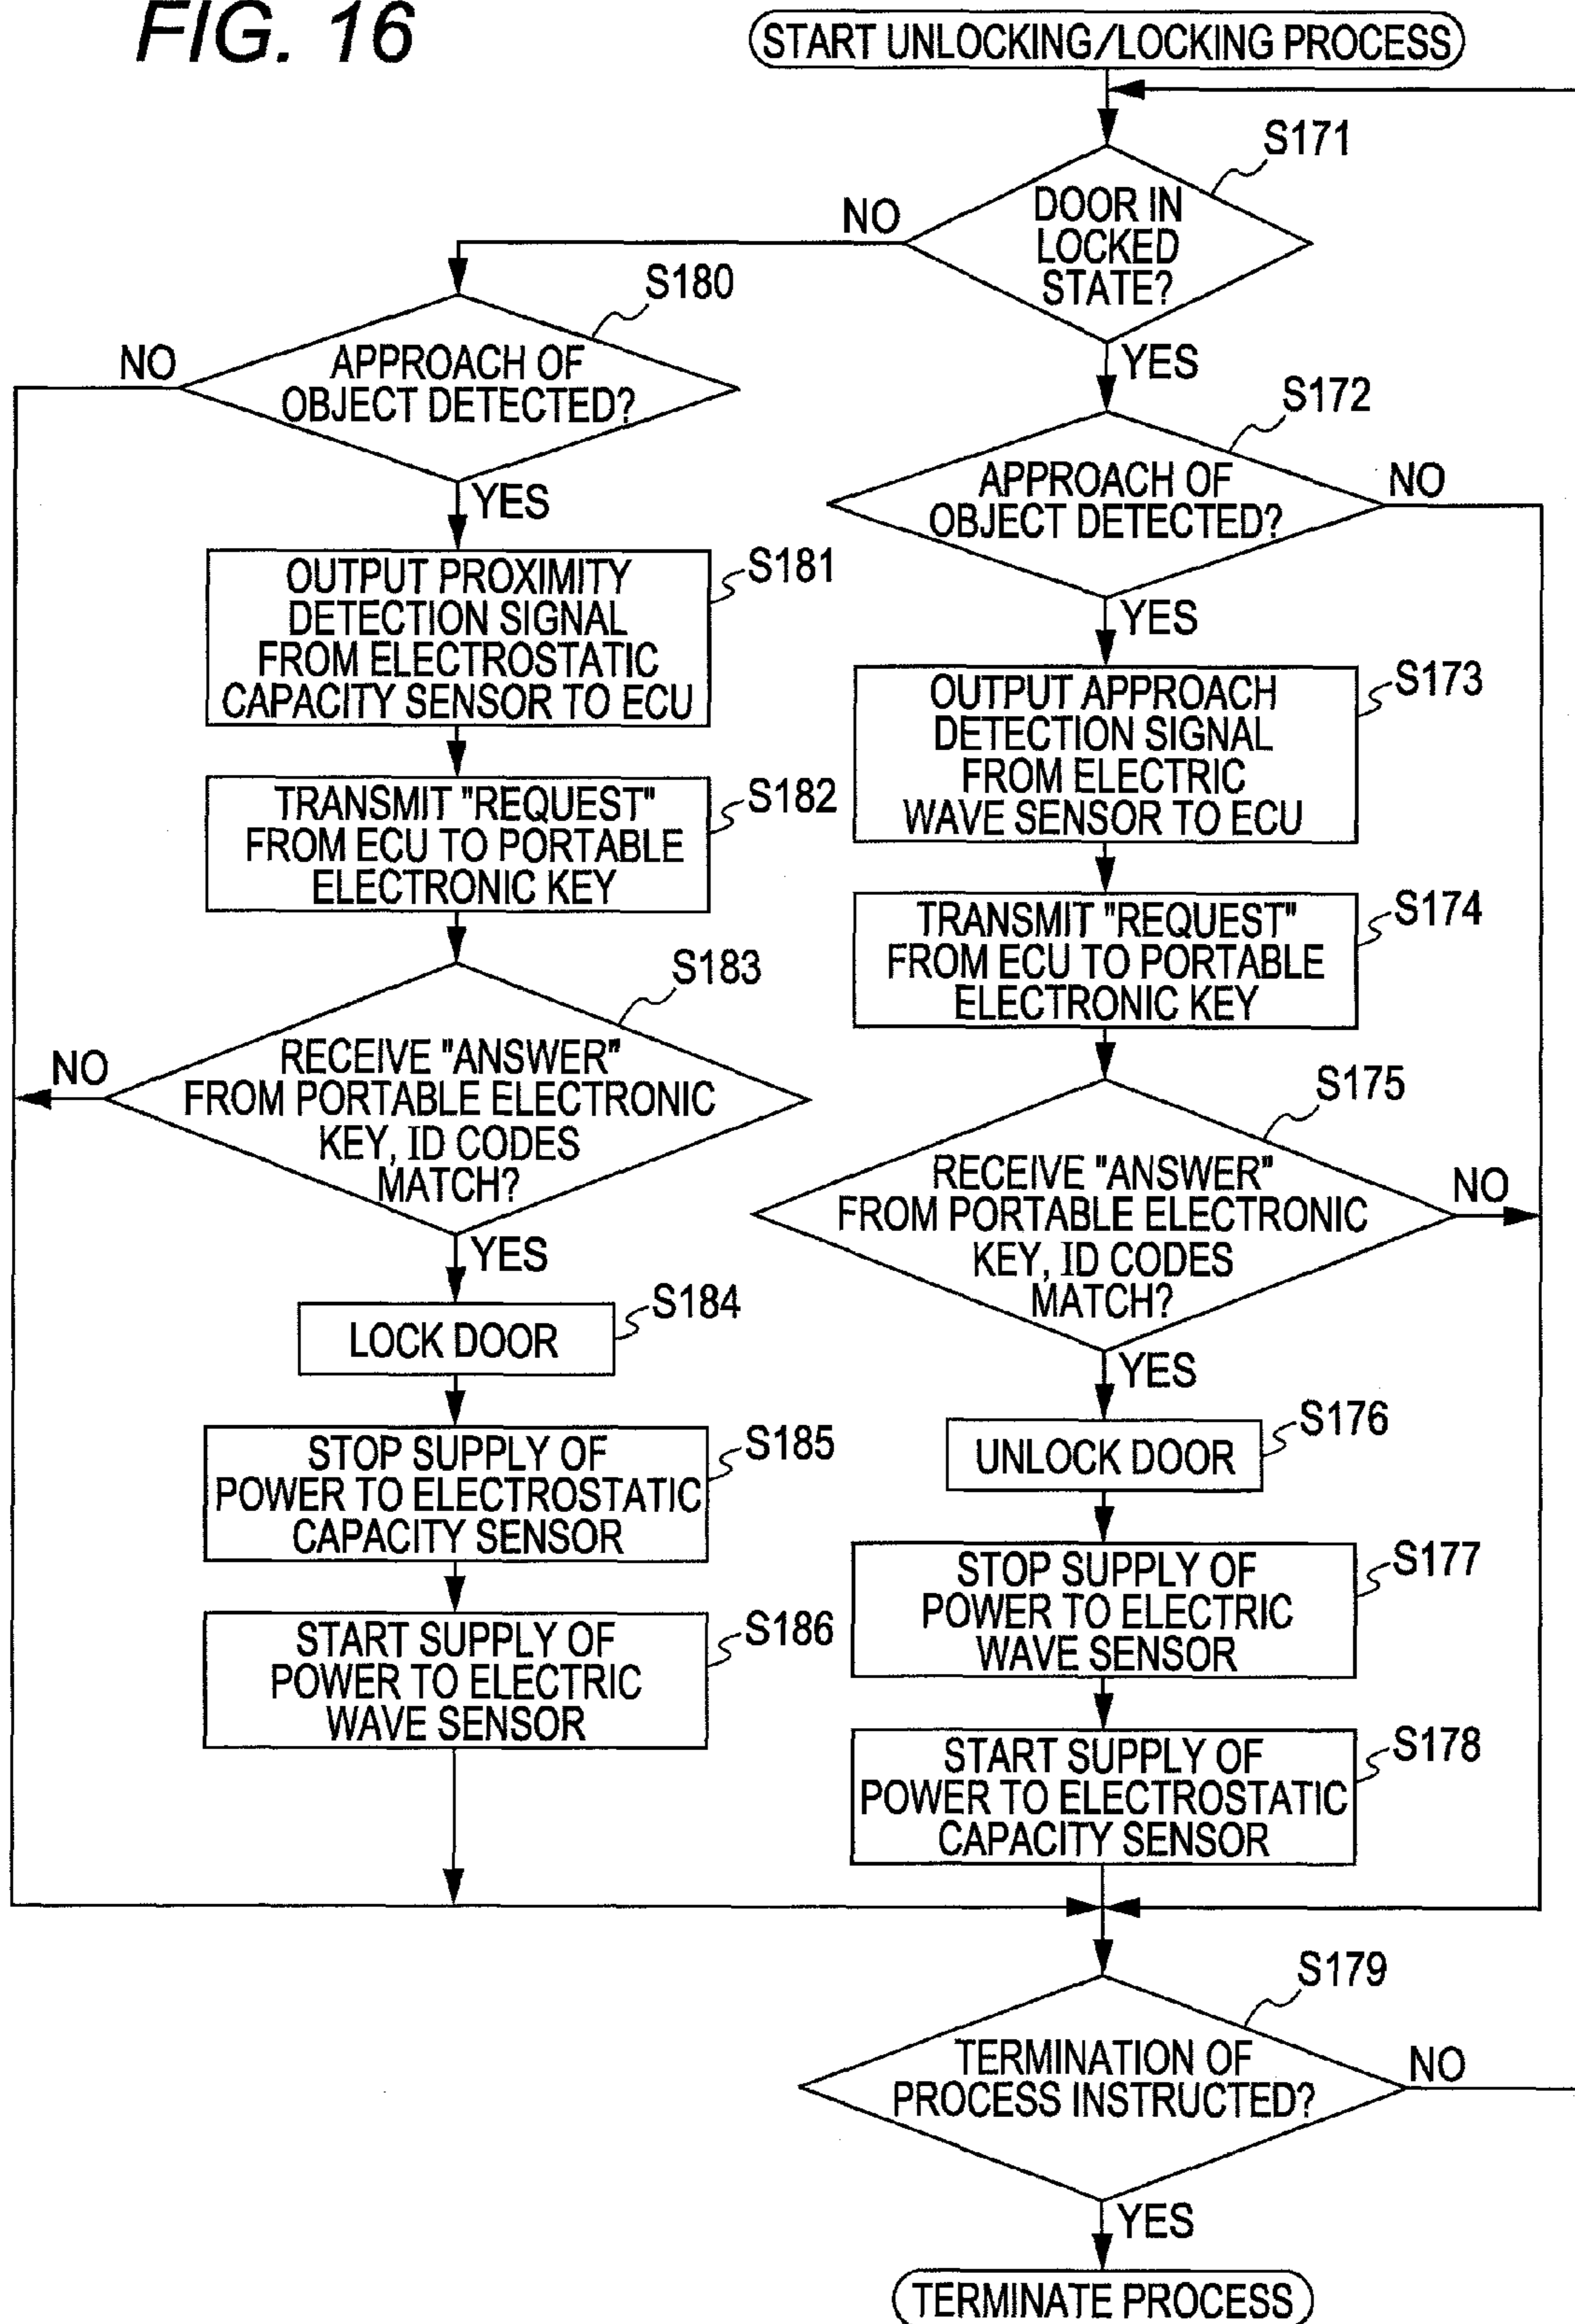 FIG. 16
START UNLOCKING/LOCKING PROCESS
S171
DOOR IN
LOCKED
STATE?
NO
YES
S180
APPROACH OF
OBJECT DETECTED?
NO
YES
S181
OUTPUT PROXIMITY
DETECTION SIGNAL
FROM ELECTROSTATIC
CAPACITY SENSOR TO ECU
S182
TRANSMIT "REQUEST"
FROM ECU TO PORTABLE
ELECTRONIC KEY
S183
RECEIVE "ANSWER"
FROM PORTABLE ELECTRONIC
KEY, ID CODES
MATCH?
NO
YES
S184
LOCK DOOR
S185
STOP SUPPLY OF
POWER TO ELECTROSTATIC
CAPACITY SENSOR
S186
START SUPPLY OF
POWER TO ELECTRIC
WAVE SENSOR
S172
APPROACH OF
OBJECT DETECTED?
NO
YES
S173
OUTPUT APPROACH
DETECTION SIGNAL
FROM ELECTRIC
WAVE SENSOR TO ECU
S174
TRANSMIT "REQUEST"
FROM ECU TO PORTABLE
ELECTRONIC KEY
S175
RECEIVE "ANSWER"
FROM PORTABLE ELECTRONIC
KEY, ID CODES
MATCH?
NO
YES
S176
UNLOCK DOOR
S177
STOP SUPPLY OF
POWER TO ELECTRIC
WAVE SENSOR
S178
START SUPPLY OF
POWER TO ELECTROSTATIC
CAPACITY SENSOR
S179
TERMINATION OF
PROCESS INSTRUCTED?
NO
YES
TERMINATE PROCESS